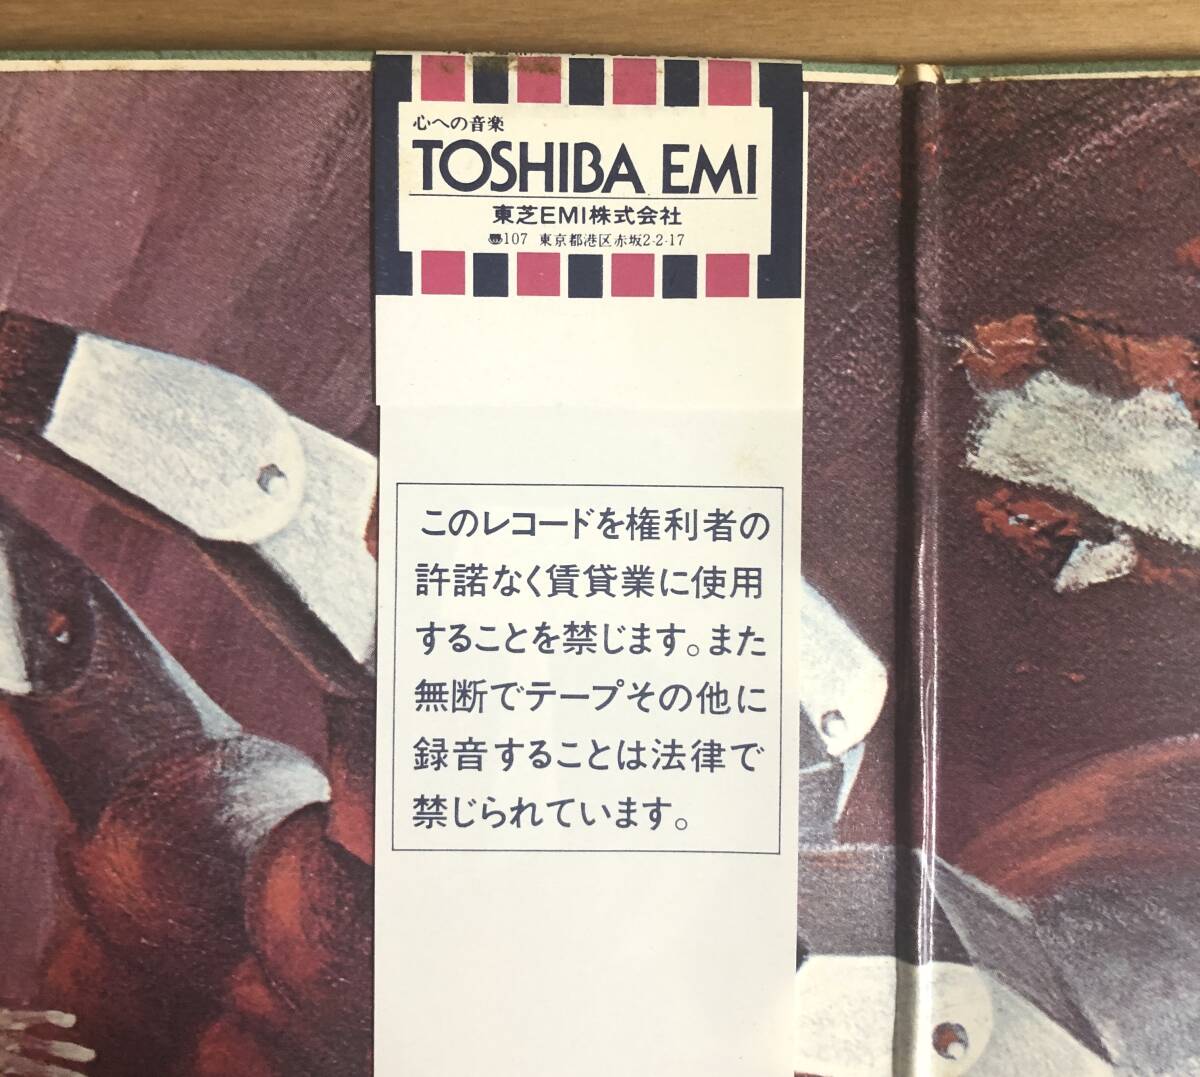 心への音楽
TOSHIBA EMI
東芝EMI株式会社
☎107 東京都港区赤坂2-2-17
このレコードを権利者の
許諾なく賃貸業に使用
することを禁じます。また
無断でテープその他に
録音することは法律で
禁じられています。